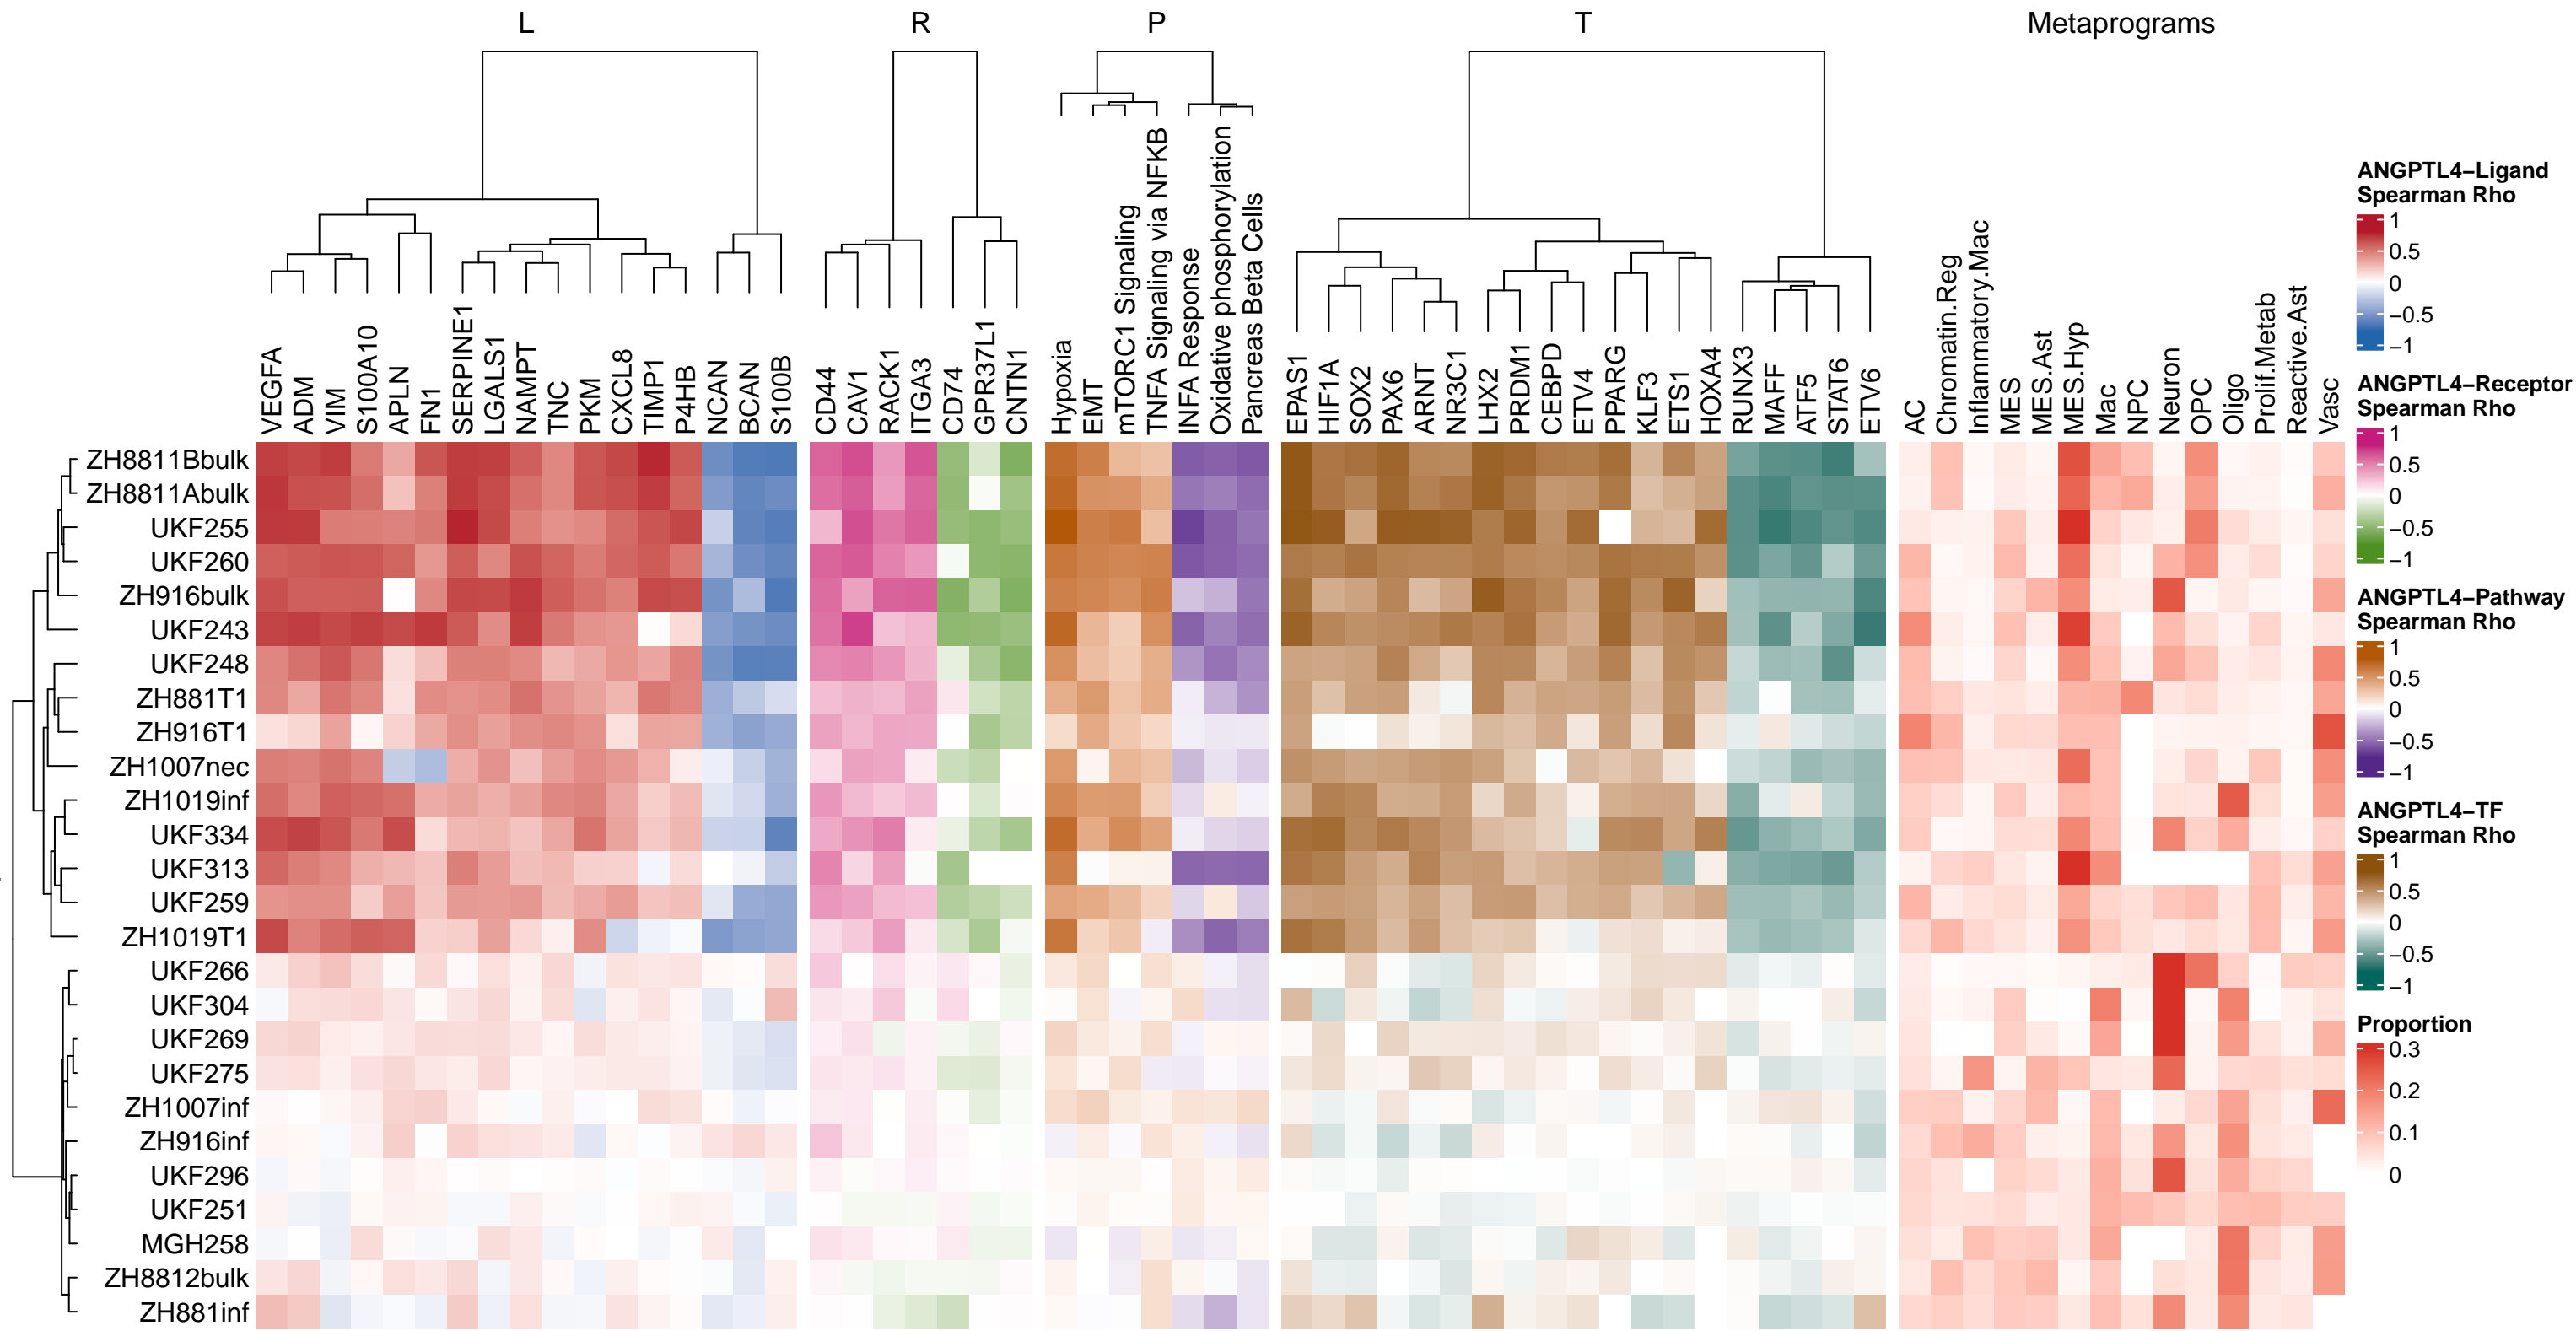 L
R
P
T
Metaprograms
VEGFA
ADM
VIM
S100A10
APLN
FN1
SERPINE1
LGALS1
NAMPT
TNC
PKM
CXCL8
TIMP1
P4HB
NCAN
BCAN
S100B
CD44
CAV1
RACK1
ITGA3
CD74
GPR37L1
CNTN1
Hypoxia
EMT
mTORC1 Signaling
TNFA Signaling via NFKB
INFA Response
Oxidative phosphorylation
Pancreas Beta Cells
EPAS1
HIF1A
SOX2
PAX6
ARNT
NR3C1
LHX2
PRDM1
CEBPD
ETV4
PPARG
KLF3
ETS1
HOXA4
RUNX3
MAFF
ATF5
STAT6
ETV6
AC
Chromatin.Reg
Inflammatory.Mac
MES
MES.Ast
MES.Hyp
Mac
NPC
Neuron
OPC
Oligo
Prolif.Metab
Reactive.Ast
Vasc
ZH8811Bbulk
ZH8811Abulk
UKF255
UKF260
ZH916bulk
UKF243
UKF248
ZH881T1
ZH916T1
ZH1007nec
ZH1019inf
UKF334
UKF313
UKF259
ZH1019T1
UKF266
UKF304
UKF269
UKF275
ZH1007inf
ZH916inf
UKF296
UKF251
MGH258
ZH8812bulk
ZH881inf
ANGPTL4−Ligand
Spearman Rho
1
0.5
0
−0.5
−1
ANGPTL4−Receptor
Spearman Rho
1
0.5
0
−0.5
−1
ANGPTL4−Pathway
Spearman Rho
1
0.5
0
−0.5
−1
ANGPTL4−TF
Spearman Rho
1
0.5
0
−0.5
−1
Proportion
0.3
0.2
0.1
0